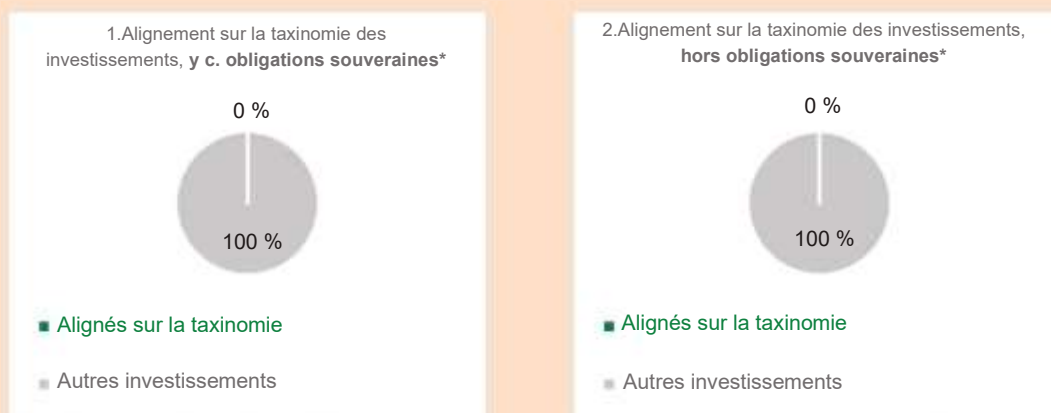 1.Alignement sur la taxinomie des
investissements, y c. obligations souveraines*
0 %
100 %
Alignés sur la taxinomie
Autres investissements
2.Alignement sur la taxinomie des investissements,
hors obligations souveraines*
0 %
100 %
Alignés sur la taxinomie
Autres investissements